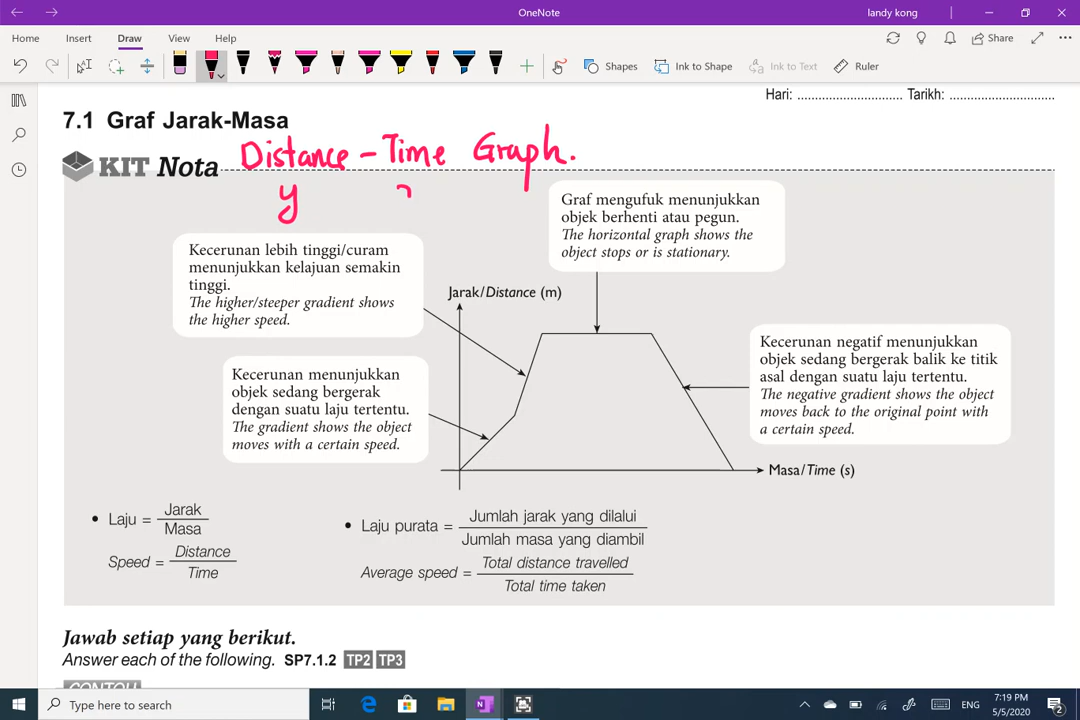 OneNote
landy kong
Home
Insert
Draw
View
Help
Share
Shapes
Ink to Shape
Ink to Text
Ruler
Hari: ............................ Tarikh: ............................
7.1 Graf Jarak-Masa
KIT Nota
Distance - Time Graph.
y
Graf mengufuk menunjukkan
objek berhenti atau pegun.
The horizontal graph shows the
object stops or is stationary.
Kecerunan lebih tinggi/curam
menunjukkan kelajuan semakin
tinggi.
The higher/steeper gradient shows
the higher speed.
Jarak/Distance (m)
Kecerunan negatif menunjukkan
objek sedang bergerak balik ke titik
asal dengan suatu laju tertentu.
The negative gradient shows the object
moves back to the original point with
a certain speed.
Kecerunan menunjukkan
objek sedang bergerak
dengan suatu laju tertentu.
The gradient shows the object
moves with a certain speed.
Masa/Time (s)
• Laju = Jarak
Masa
Speed = Distance
Time
• Laju purata = Jumlah jarak yang dilalui
Jumlah masa yang diambil
Average speed = Total distance travelled
Total time taken
Jawab setiap yang berikut.
Answer each of the following. SP7.1.2 TP2 TP3
CONTOH
Type here to search
ENG
7:19 PM
5/5/2020
2